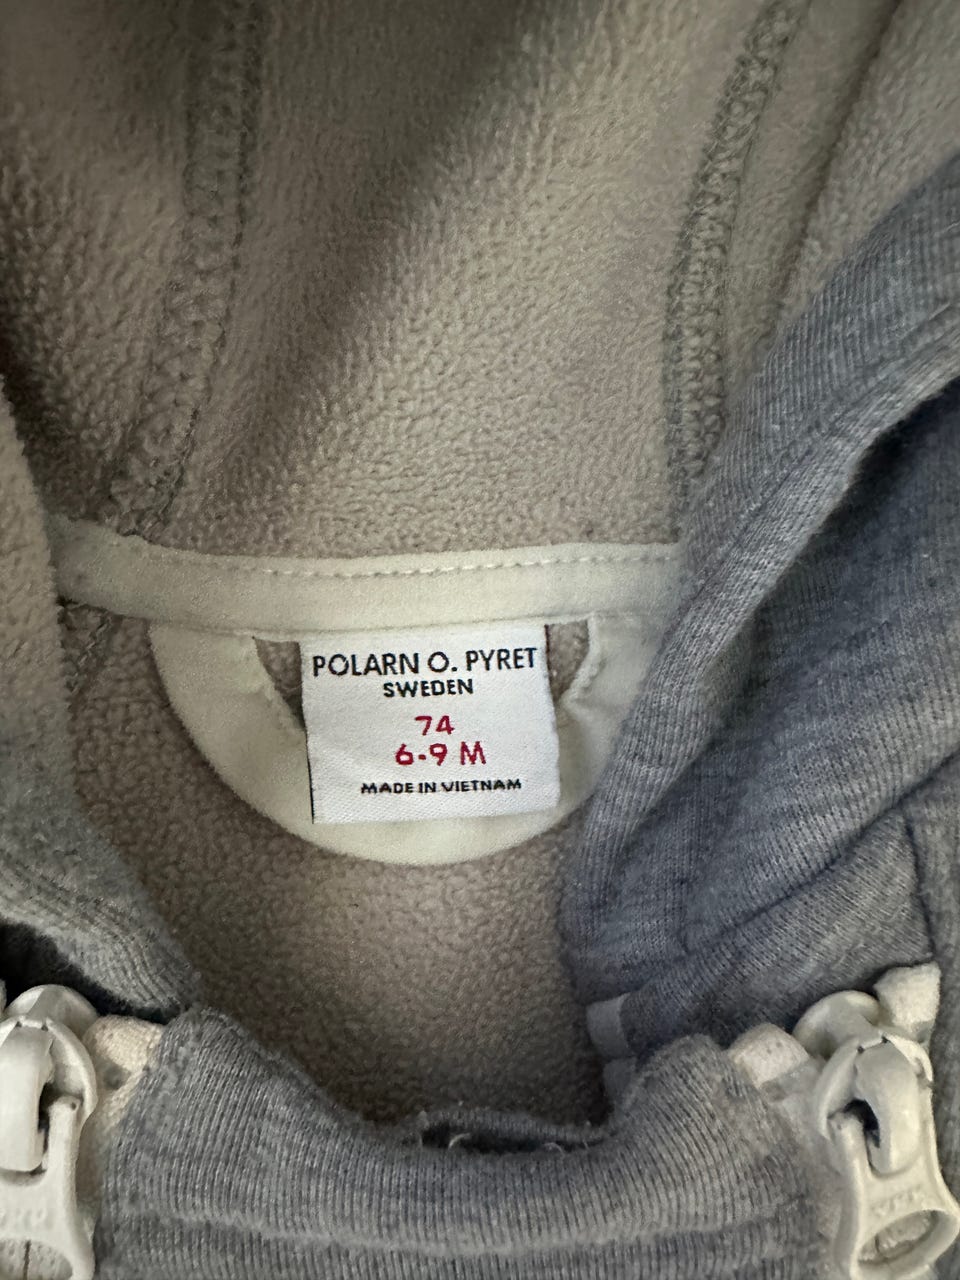 POLARN O. PYRET
SWEDEN
74
6-9 M
MADE IN VIETNAM